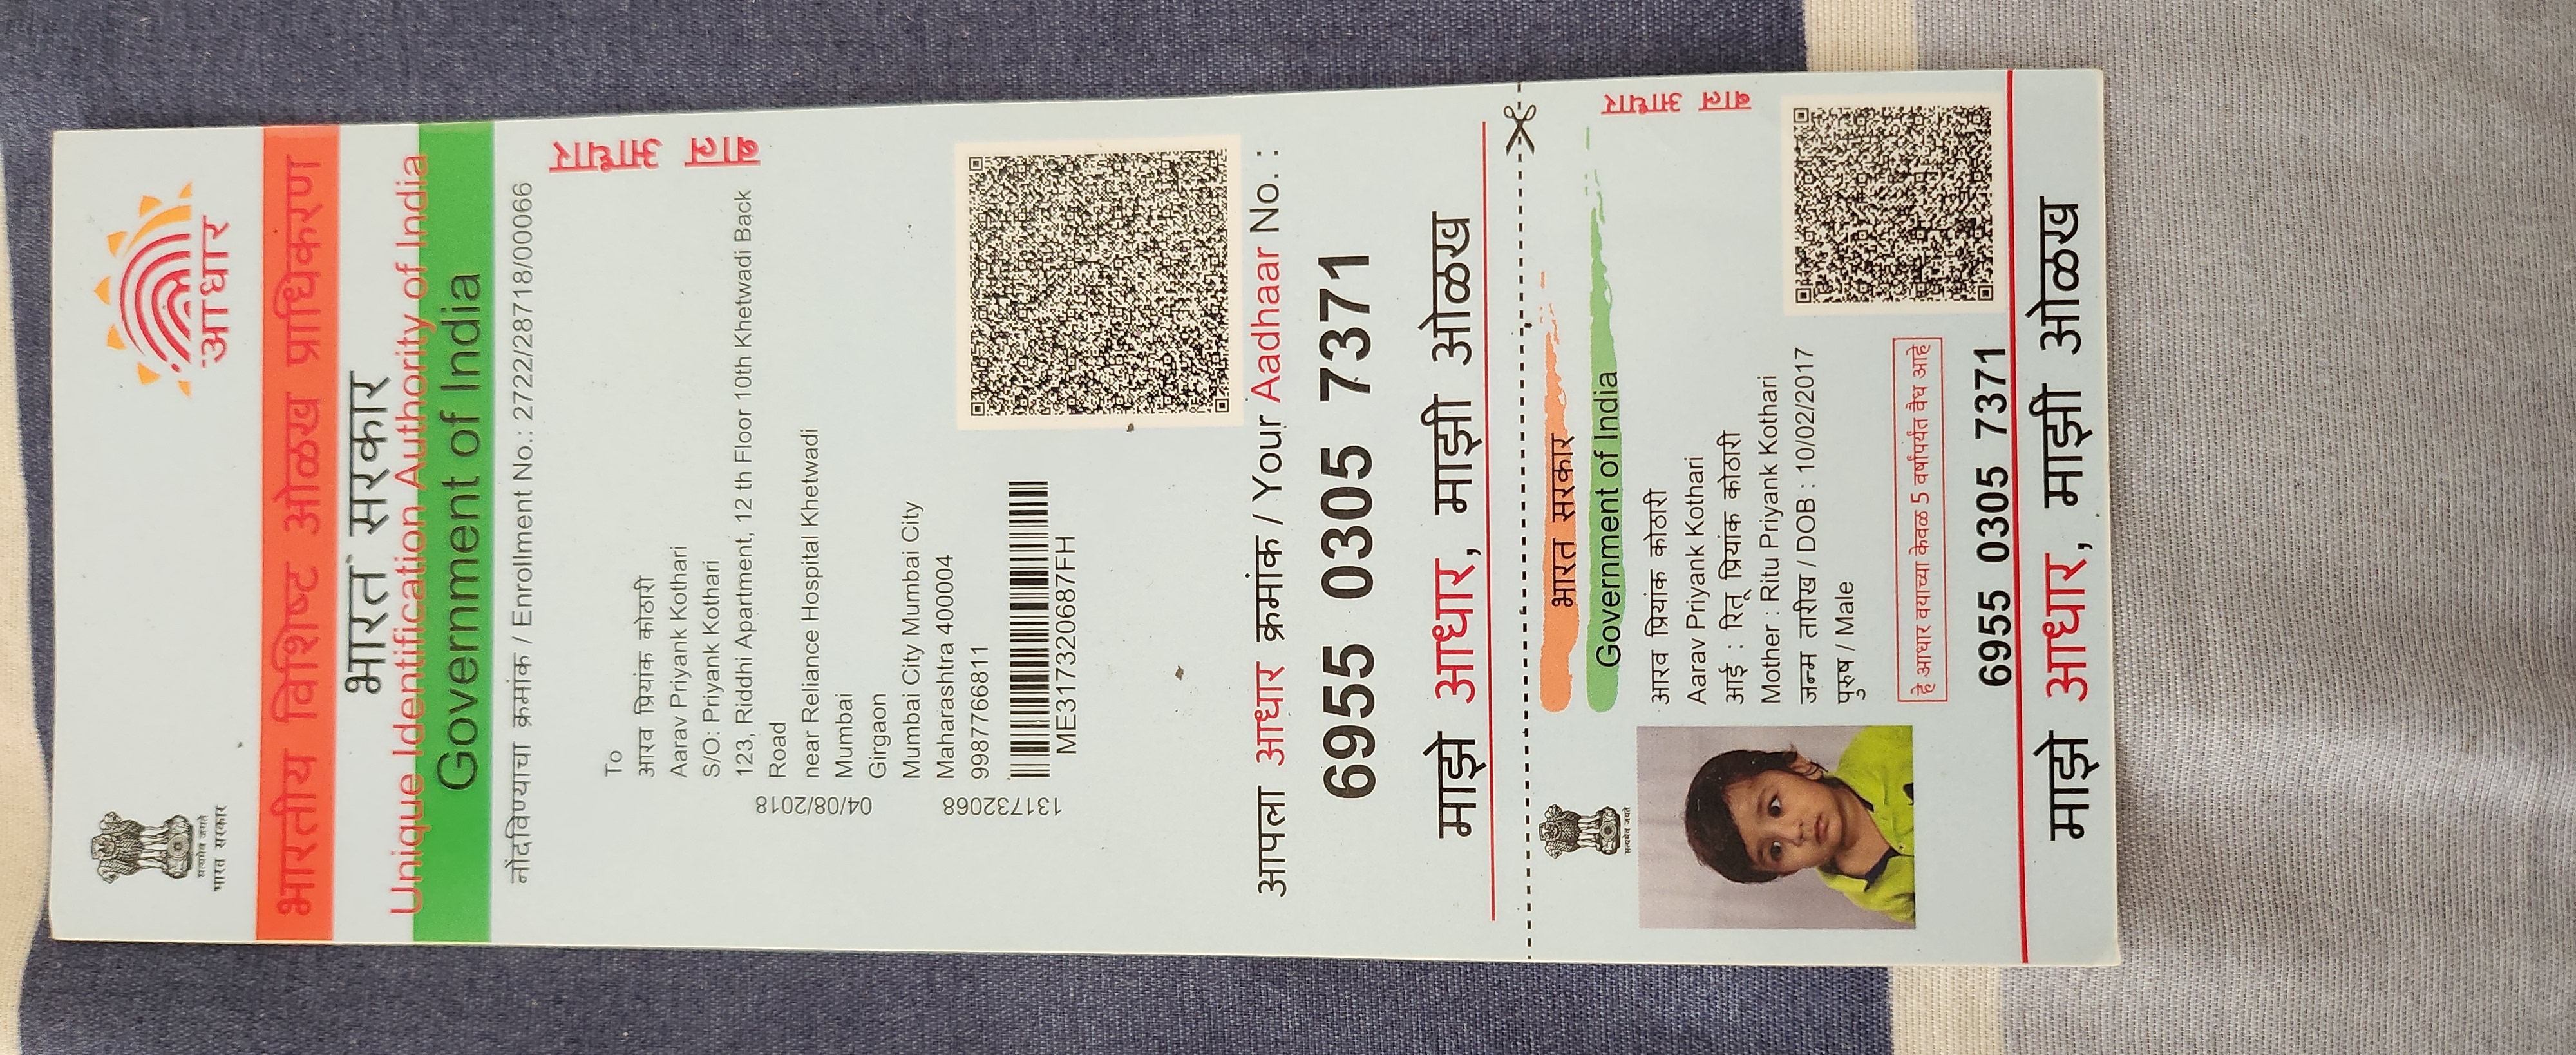 सत्यमेव जयते
भारत सरकार
आधार
भारतीय विशिष्ट ओळख प्राधिकरण
भारत सरकार
Unique Identification Authority of India
Government of India
नोंदविण्याचा क्रमांक / Enrollment No.: 2722/28718/00066
बाल आधार
To
आरव प्रियांक कोठारी
Aarav Priyank Kothari
S/O: Priyank Kothari
123, Riddhi Apartment, 12 th Floor 10th Khetwadi Back
Road
near Reliance Hospital Khetwadi
Mumbai
Girgaon
Mumbai City Mumbai City
Maharashtra 400004
9987766811
04/08/2018
131732068
ME317320687FH
आपला आधार क्रमांक / Your Aadhaar No. :
6955 0305 7371
माझे आधार, माझी ओळख
सत्यमेव जयते
भारत सरकार
Government of India
बाल आधार
आरव प्रियांक कोठारी
Aarav Priyank Kothari
आई : रितू प्रियांक कोठारी
Mother : Ritu Priyank Kothari
जन्म तारीख / DOB : 10/02/2017
पुरुष / Male
हे आधार वयाच्या केवळ 5 वर्षांपर्यंत वैध आहे
6955 0305 7371
माझे आधार, माझी ओळख